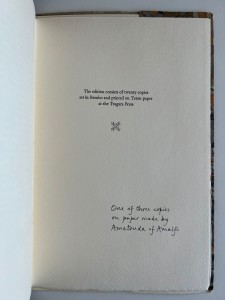 The edition consists of twenty copies
set in Bembo and printed on Tosso paper
at the Tragara Press
One of three copies
on paper made by
Amatruda of Amalfi